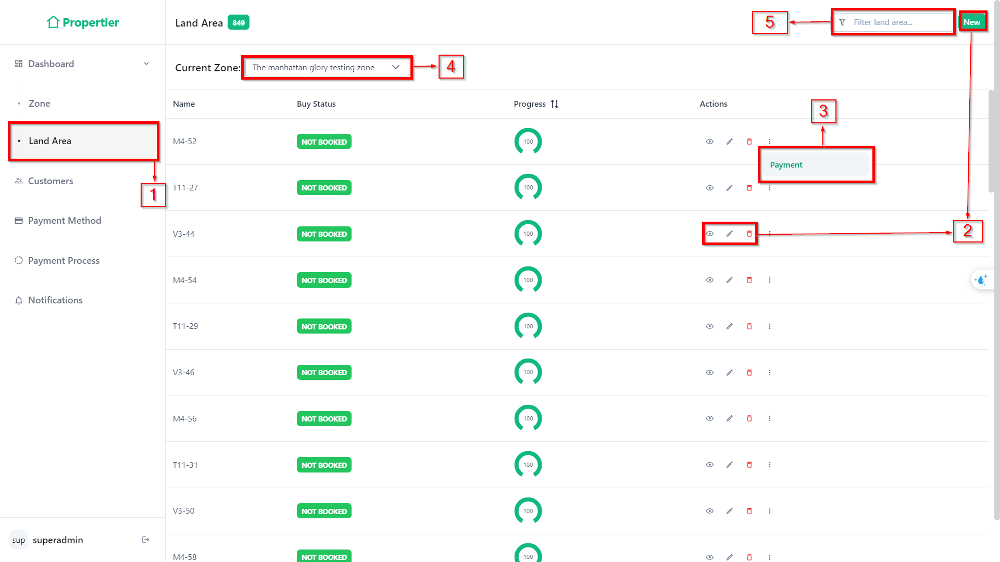 Propertier
Land Area 849
5
Filter land area...
New
Dashboard
Current Zone: The manhattan glory testing zone
4
Zone
Land Area
1
Customers
Payment Method
Payment Process
Notifications
sup superadmin
Name Buy Status Progress Actions
3
M4-52 NOT BOOKED 100
Payment
T11-27 NOT BOOKED 100
V3-44 NOT BOOKED 100
2
M4-54 NOT BOOKED 100
T11-29 NOT BOOKED 100
V3-46 NOT BOOKED 100
M4-56 NOT BOOKED 100
T11-31 NOT BOOKED 100
V3-50 NOT BOOKED 100
M4-58 NOT BOOKED 100